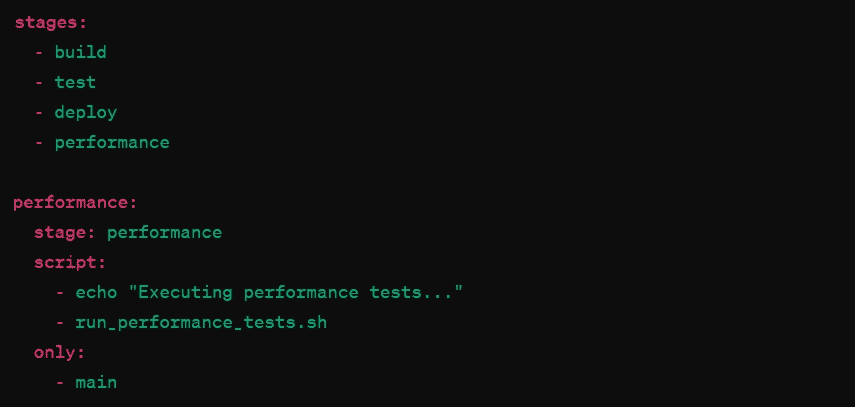 stages:
  - build
  - test
  - deploy
  - performance

performance:
  stage: performance
  script:
    - echo "Executing performance tests..."
    - run_performance_tests.sh
  only:
    - main